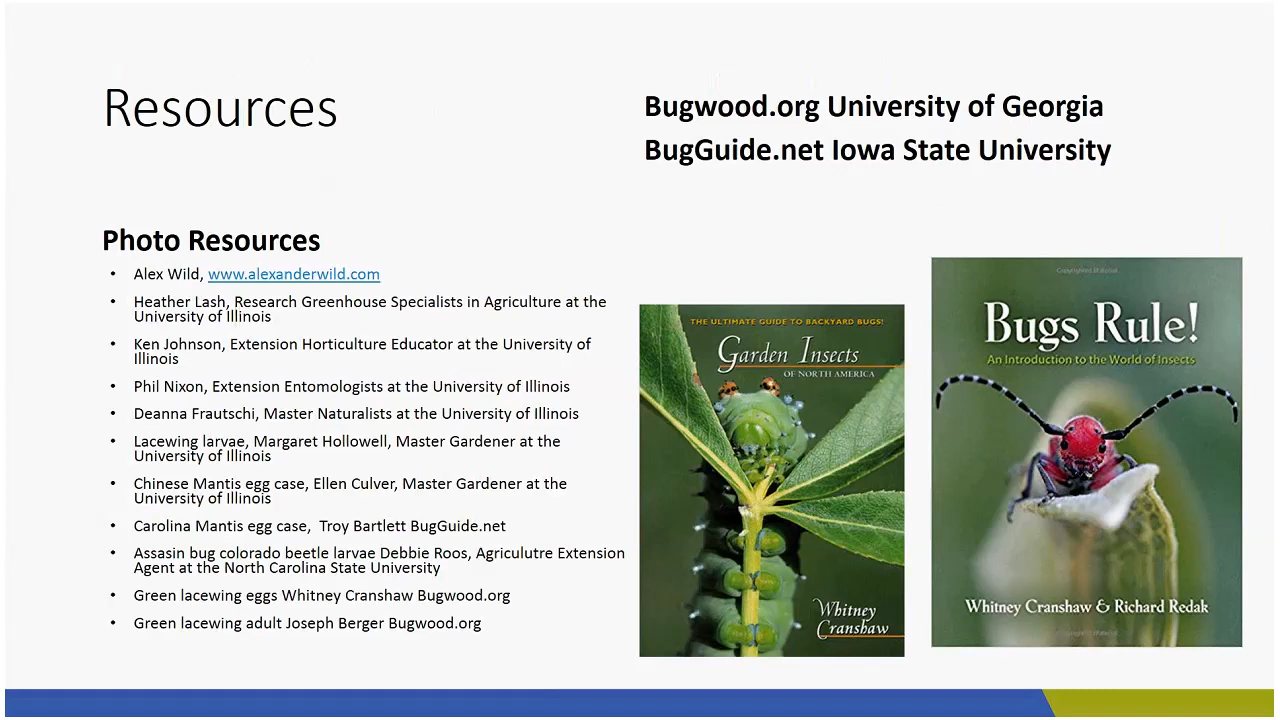 Resources
Bugwood.org University of Georgia
BugGuide.net Iowa State University
Photo Resources
• Alex Wild, www.alexanderwild.com
• Heather Lash, Research Greenhouse Specialists in Agriculture at the
University of Illinois
• Ken Johnson, Extension Horticulture Educator at the University of
Illinois
• Phil Nixon, Extension Entomologists at the University of Illinois
• Deanna Frautschi, Master Naturalists at the University of Illinois
• Lacewing larvae, Margaret Hollowell, Master Gardener at the
University of Illinois
• Chinese Mantis egg case, Ellen Culver, Master Gardener at the
University of Illinois
• Carolina Mantis egg case,  Troy Bartlett BugGuide.net
• Assasin bug colorado beetle larvae Debbie Roos, Agriculutre Extension
Agent at the North Carolina State University
• Green lacewing eggs Whitney Cranshaw Bugwood.org
• Green lacewing adult Joseph Berger Bugwood.org
THE ULTIMATE GUIDE TO BACKYARD BUGS!
Garden Insects
OF NORTH AMERICA
Whitney
Cranshaw
Copyrighted Material
Bugs Rule!
An Introduction to the World of Insects
Whitney Cranshaw & Richard Redak
Copyrighted Material